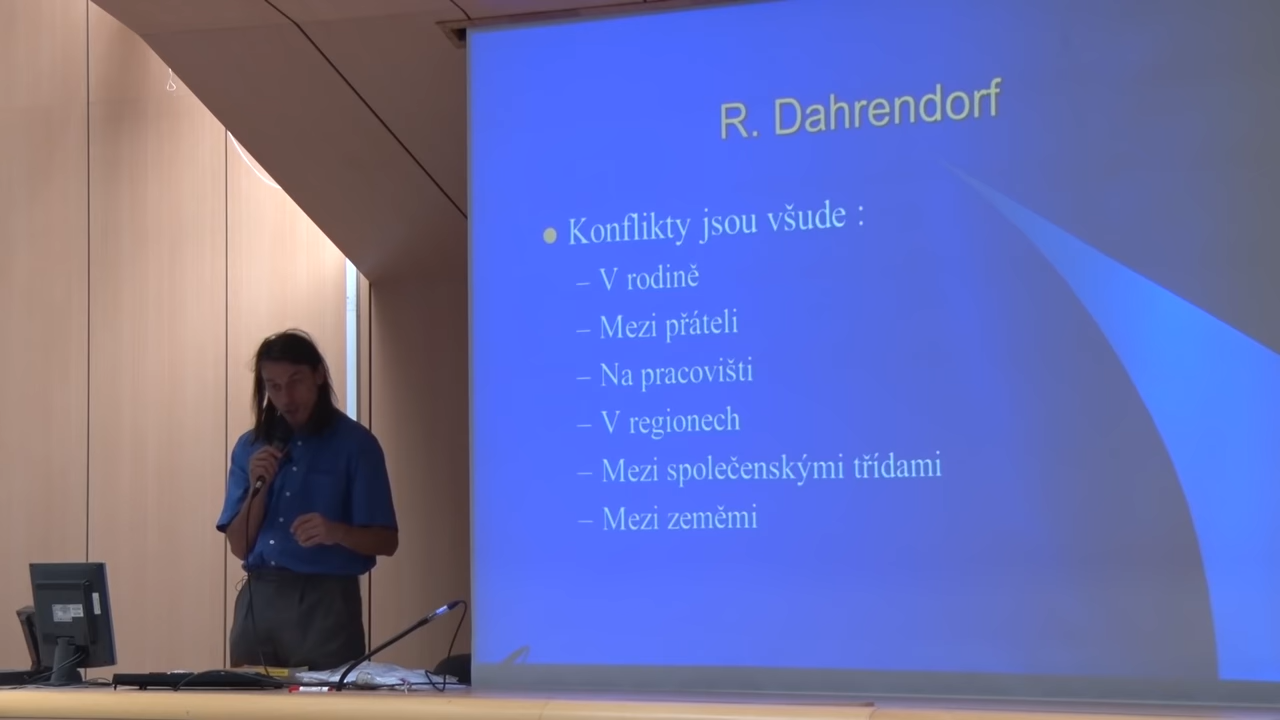 R. Dahrendorf
Konflikty jsou všude :
– V rodině
– Mezi přáteli
– Na pracovišti
– V regionech
– Mezi společenskými třídami
– Mezi zeměmi